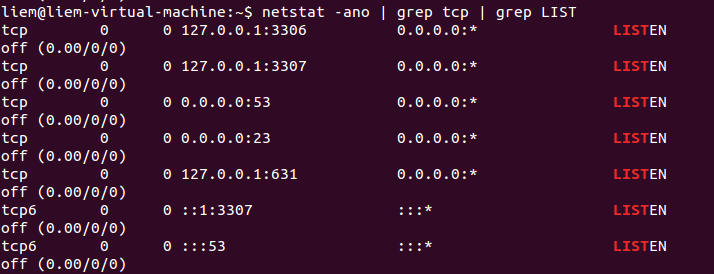 liem@liem-virtual-machine:~$ netstat -ano | grep tcp | grep LIST
tcp        0      0 127.0.0.1:3306          0.0.0.0:*               LISTEN
off (0.00/0/0)
tcp        0      0 127.0.0.1:3307          0.0.0.0:*               LISTEN
off (0.00/0/0)
tcp        0      0 0.0.0.0:53              0.0.0.0:*               LISTEN
off (0.00/0/0)
tcp        0      0 0.0.0.0:23              0.0.0.0:*               LISTEN
off (0.00/0/0)
tcp        0      0 127.0.0.1:631           0.0.0.0:*               LISTEN
off (0.00/0/0)
tcp6       0      0 ::1:3307                :::*                    LISTEN
off (0.00/0/0)
tcp6       0      0 :::53                   :::*                    LISTEN
off (0.00/0/0)